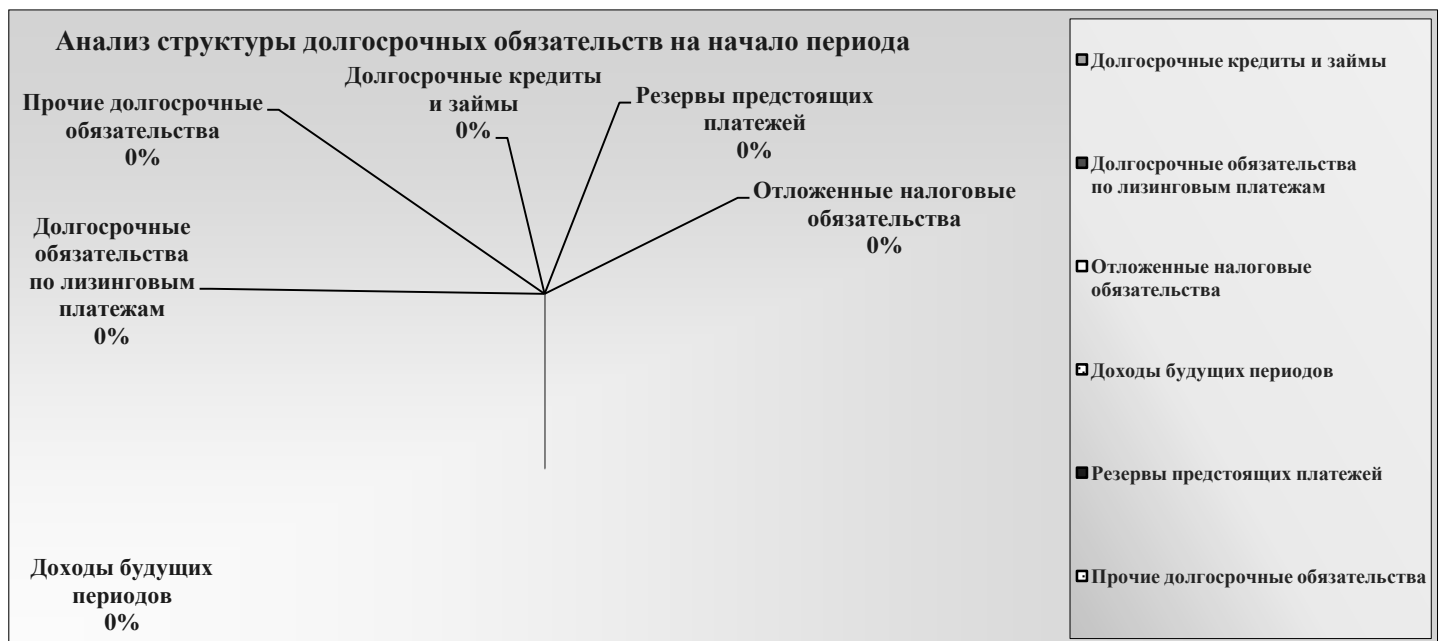 Анализ структуры долгосрочных обязательств на начало периода
Долгосрочные кредиты
и займы
0%
Прочие долгосрочные
обязательства
0%
Резервы предстоящих
платежей
0%
Отложенные налоговые
обязательства
0%
Долгосрочные
обязательства
по лизинговым
платежам
0%
Доходы будущих
периодов
0%
Долгосрочные кредиты и займы
Долгосрочные обязательства
по лизинговым платежам
Отложенные налоговые
обязательства
Доходы будущих периодов
Резервы предстоящих платежей
Прочие долгосрочные обязательства